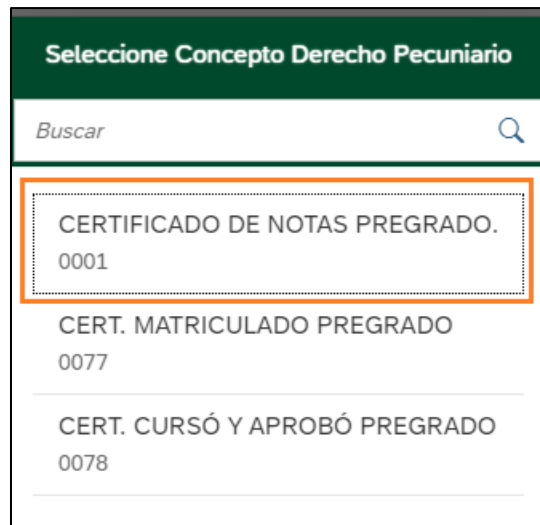 Seleccione Concepto Derecho Pecuniario
Buscar
CERTIFICADO DE NOTAS PREGRADO.
0001
CERT. MATRICULADO PREGRADO
0077
CERT. CURSÓ Y APROBÓ PREGRADO
0078